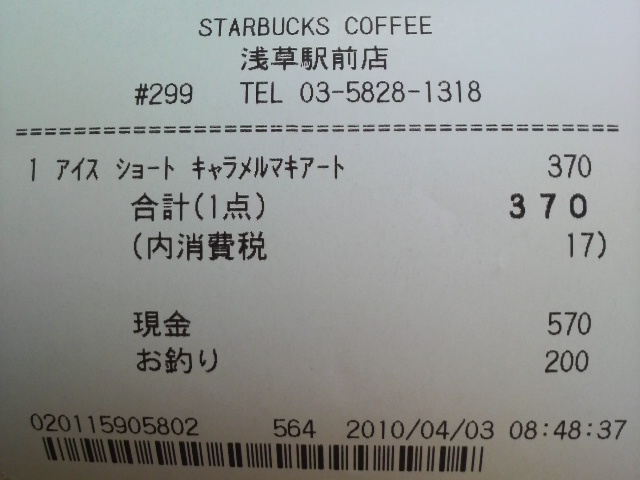 STARBUCKS COFFEE
浅草駅前店
#299 TEL 03-5828-1318
==========================================
1 アイス ショート キャラメルマキアート 370
合計(1点) 370
(内消費税 17)
現金 570
お釣り 200
020115905802 564 2010/04/03 08:48:37